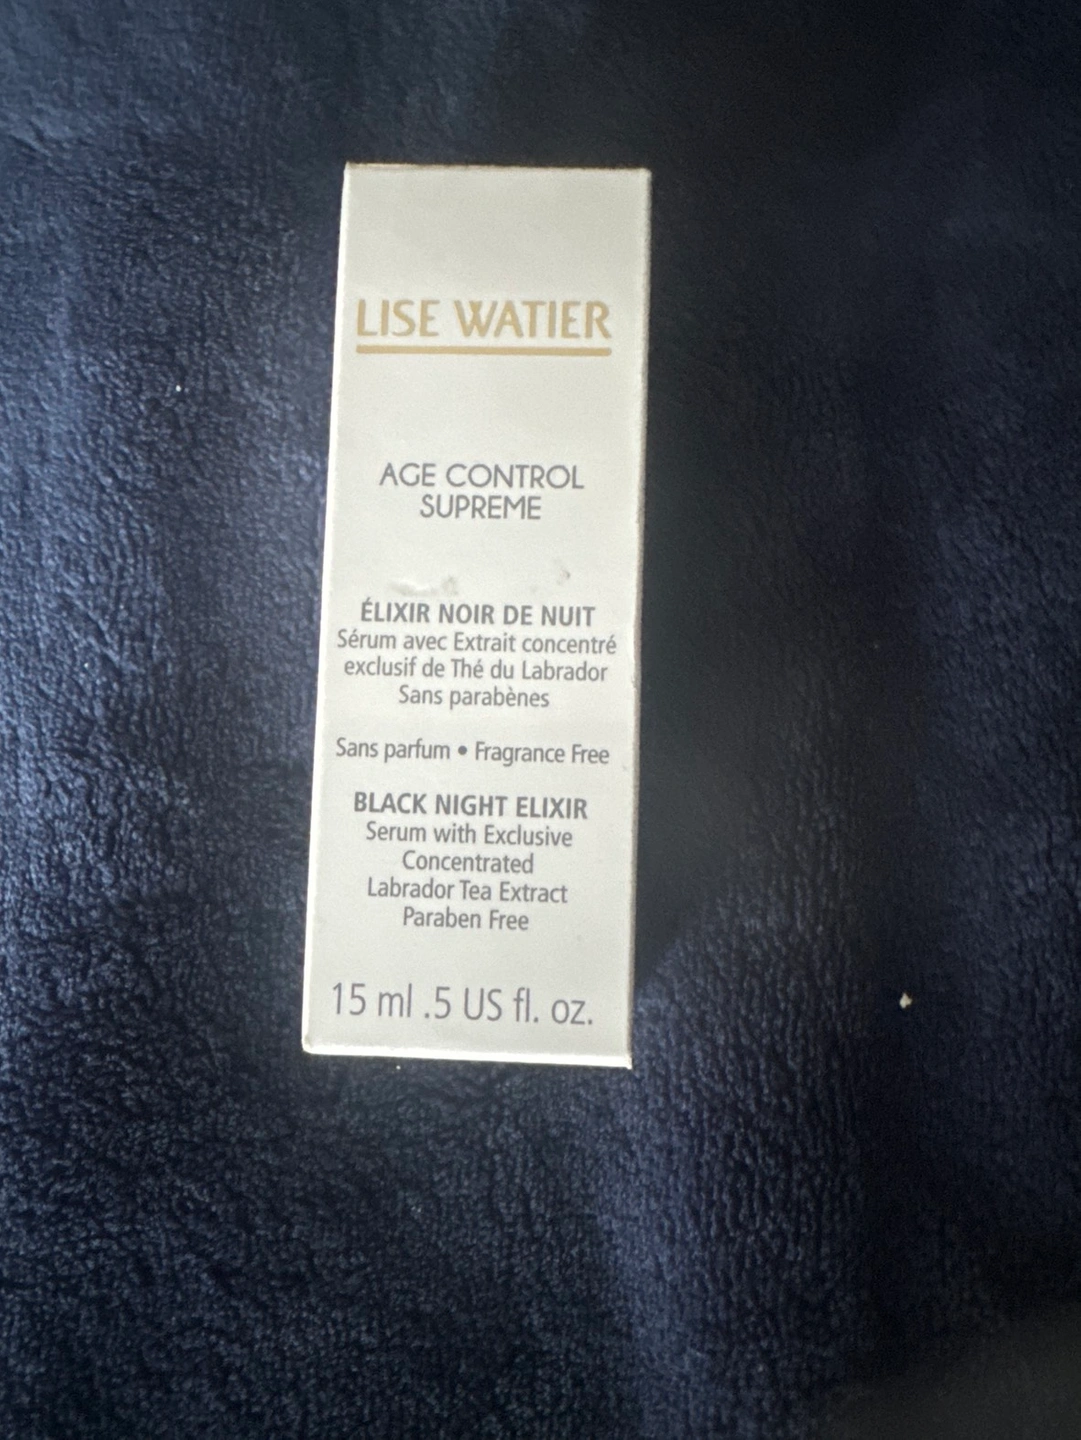 LISE WATIER
AGE CONTROL
SUPREME
ÉLIXIR NOIR DE NUIT
Sérum avec Extrait concentré
exclusif de Thé du Labrador
Sans parabènes
Sans parfum • Fragrance Free
BLACK NIGHT ELIXIR
Serum with Exclusive
Concentrated
Labrador Tea Extract
Paraben Free
15 ml .5 US fl. oz.